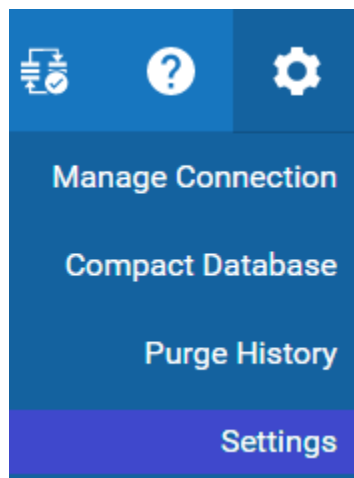 Manage Connection
Compact Database
Purge History
Settings